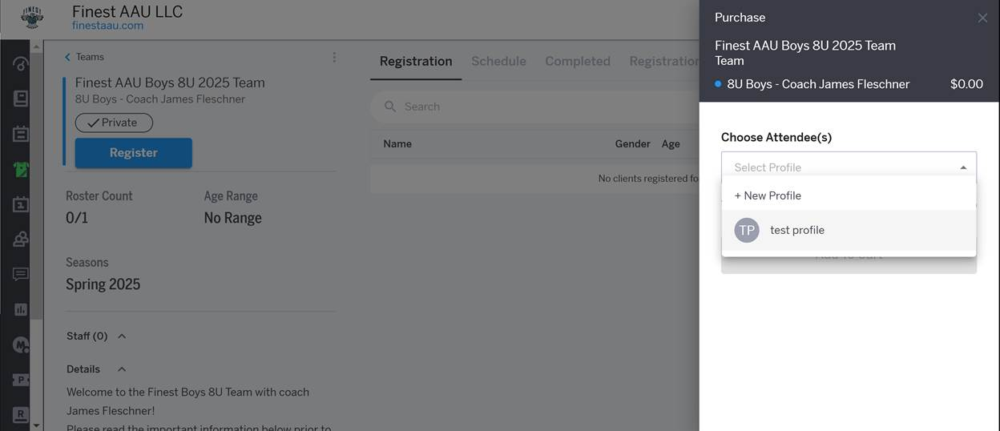 FINEST
Finest AAU LLC
finestaau.com
Teams
Finest AAU Boys 8U 2025 Team
8U Boys - Coach James Fleschner
Private
Register
Roster Count
Age Range
0/1
No Range
Seasons
Spring 2025
Staff (0)
Details
Welcome to the Finest Boys 8U Team with coach
James Fleschner!
Please read the important information below prior to
Registration
Schedule
Completed
Registration
Search
Name
Gender
Age
No clients registered fo
Purchase
Finest AAU Boys 8U 2025 Team
Team
8U Boys - Coach James Fleschner
$0.00
Choose Attendee(s)
Select Profile
+ New Profile
TP
test profile
Add To Cart
M
P
R